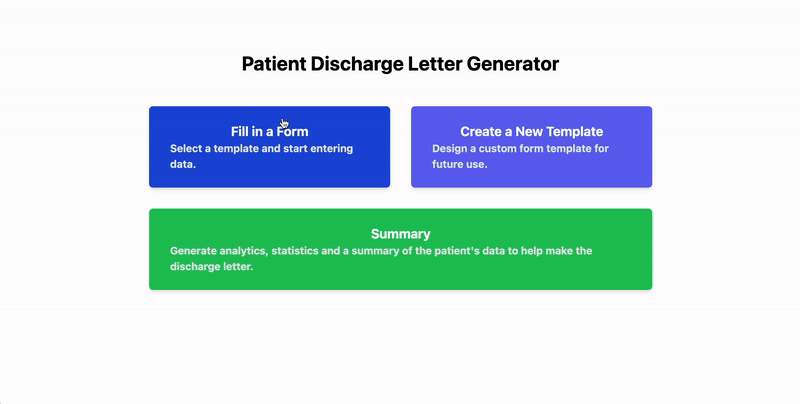 Patient Discharge Letter Generator
Fill in a Form
Select a template and start entering
data.
Create a New Template
Design a custom form template for
future use.
Summary
Generate analytics, statistics and a summary of the patient's data to help make the
discharge letter.